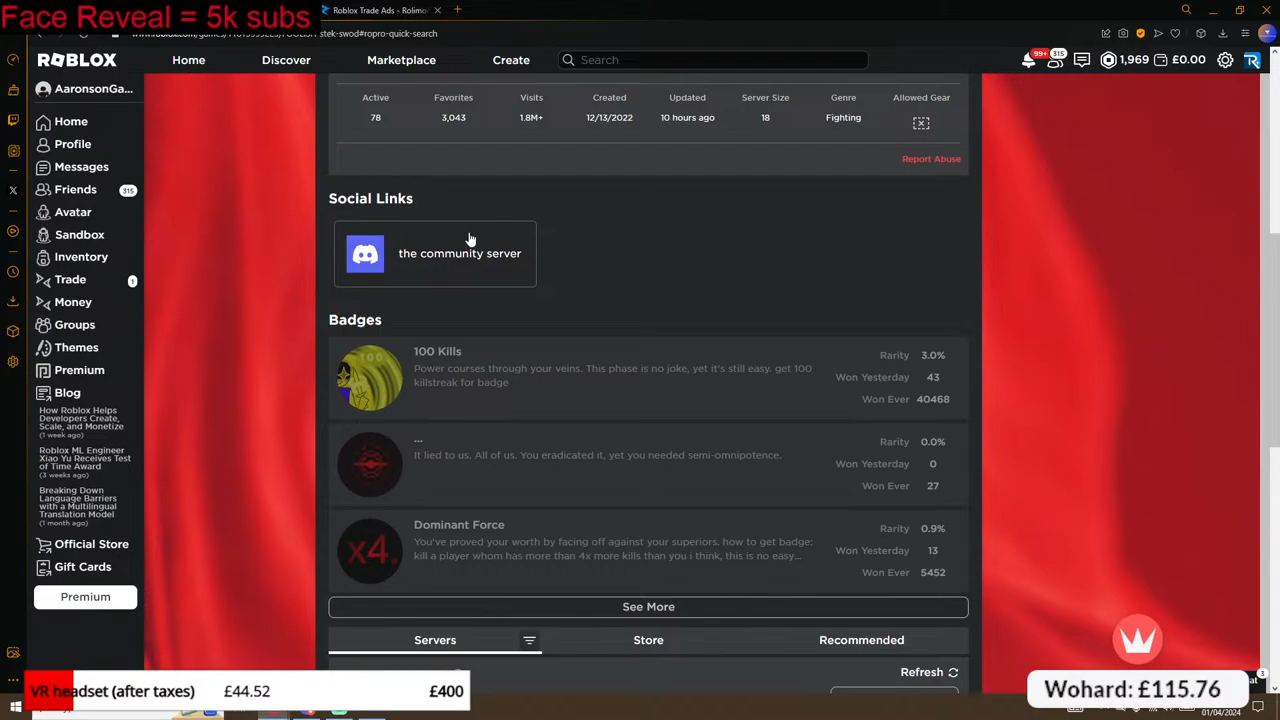 Face Reveal = 5k subs
Roblox Trade Ads - Rolimo
#ropro-quick-search
ROBLOX
Home
Discover
Marketplace
Create
Search
99+
315
1,969
£0.00
AaronsonGa...
Home
Profile
Messages
Friends
315
Avatar
Sandbox
Inventory
Trade
1
Money
Groups
Themes
Premium
Blog
How Roblox Helps
Developers Create,
Scale, and Monetize
(1 week ago)
Roblox ML Engineer
Xiao Yu Receives Test
of Time Award
(3 weeks ago)
Breaking Down
Language Barriers
with a Multilingual
Translation Model
(1 month ago)
Official Store
Gift Cards
Premium
Active
Favorites
Visits
Created
Updated
Server Size
Genre
Allowed Gear
78
3,043
1.8M+
12/13/2022
10 hours ago
18
Fighting
Report Abuse
Social Links
the community server
Badges
100 Kills
Power courses through your veins. This phase is no joke, yet it's still easy. get 100
killstreak for badge
Rarity 3.0%
Won Yesterday 43
Won Ever 40468
...
It lied to us. All of us. You eradicated it, yet you needed semi-omnipotence.
Rarity 0.0%
Won Yesterday 0
Won Ever 27
x4.
Dominant Force
You've proved your worth by facing off against your superiors. how to get badge:
kill a player whom has more than 4x more kills than you i think, this is no easy...
Rarity 0.9%
Won Yesterday 13
Won Ever 5452
See More
Servers
Store
Recommended
Refresh
VR headset (after taxes) £44.52 £400
Wohard: £115.76
01/04/2024